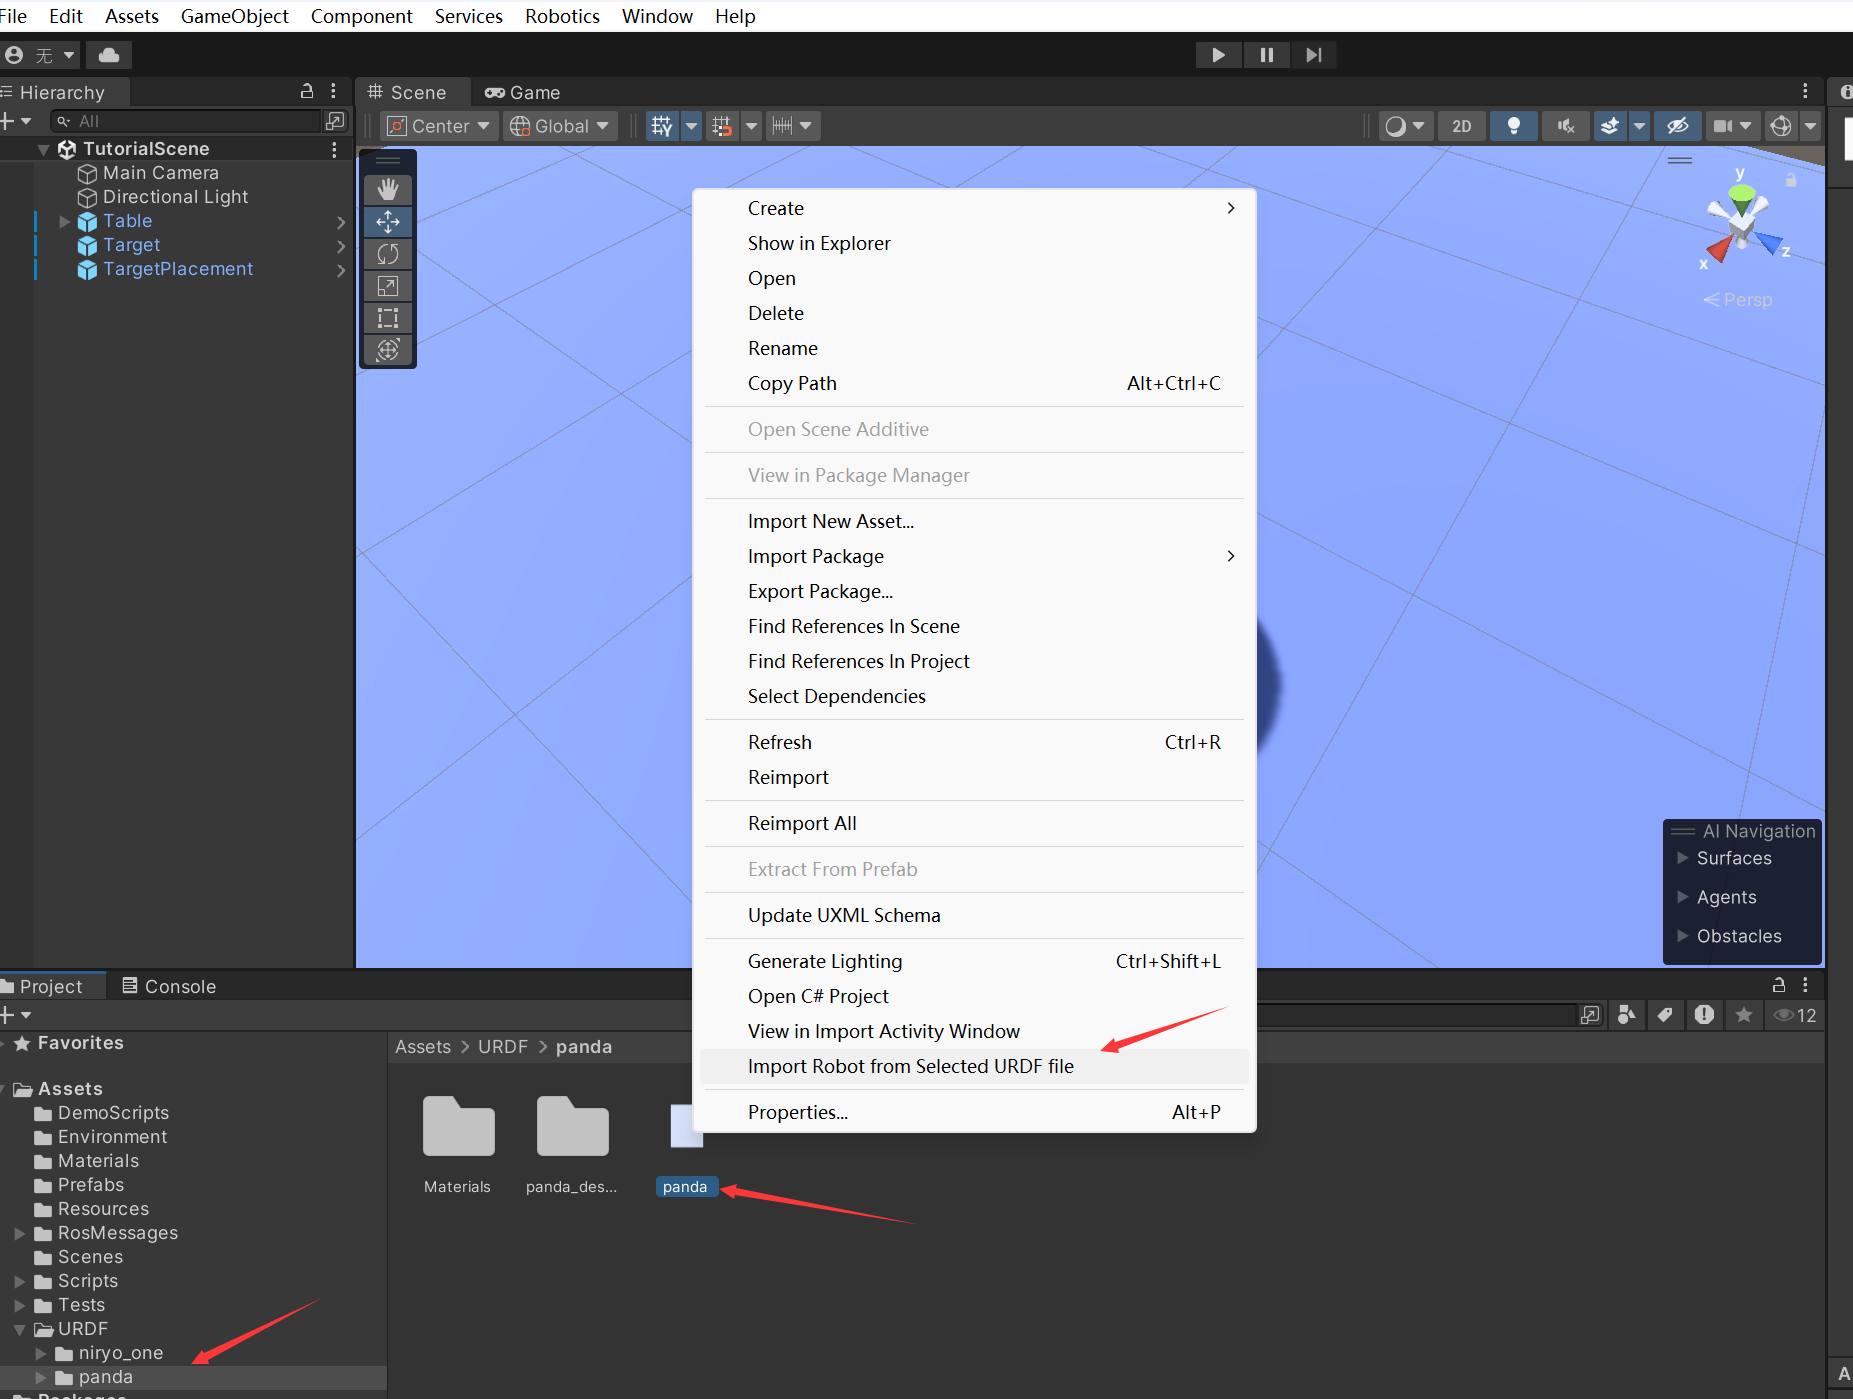 File Edit Assets GameObject Component Services Robotics Window Help
无
Hierarchy
Scene
Game
All
Center
Global
2D
TutorialScene
Main Camera
Directional Light
Table
Target
TargetPlacement
y
x
z
Persp
Create
Show in Explorer
Open
Delete
Rename
Copy Path Alt+Ctrl+C
Open Scene Additive
View in Package Manager
Import New Asset...
Import Package
Export Package...
Find References In Scene
Find References In Project
Select Dependencies
Refresh Ctrl+R
Reimport
Reimport All
Extract From Prefab
Update UXML Schema
Generate Lighting Ctrl+Shift+L
Open C# Project
View in Import Activity Window
Import Robot from Selected URDF file
Properties... Alt+P
AI Navigation
Surfaces
Agents
Obstacles
Project
Console
12
Favorites
Assets
DemoScripts
Environment
Materials
Prefabs
Resources
RosMessages
Scenes
Scripts
Tests
URDF
niryo_one
panda
Assets > URDF > panda
Materials
panda_des...
panda
A